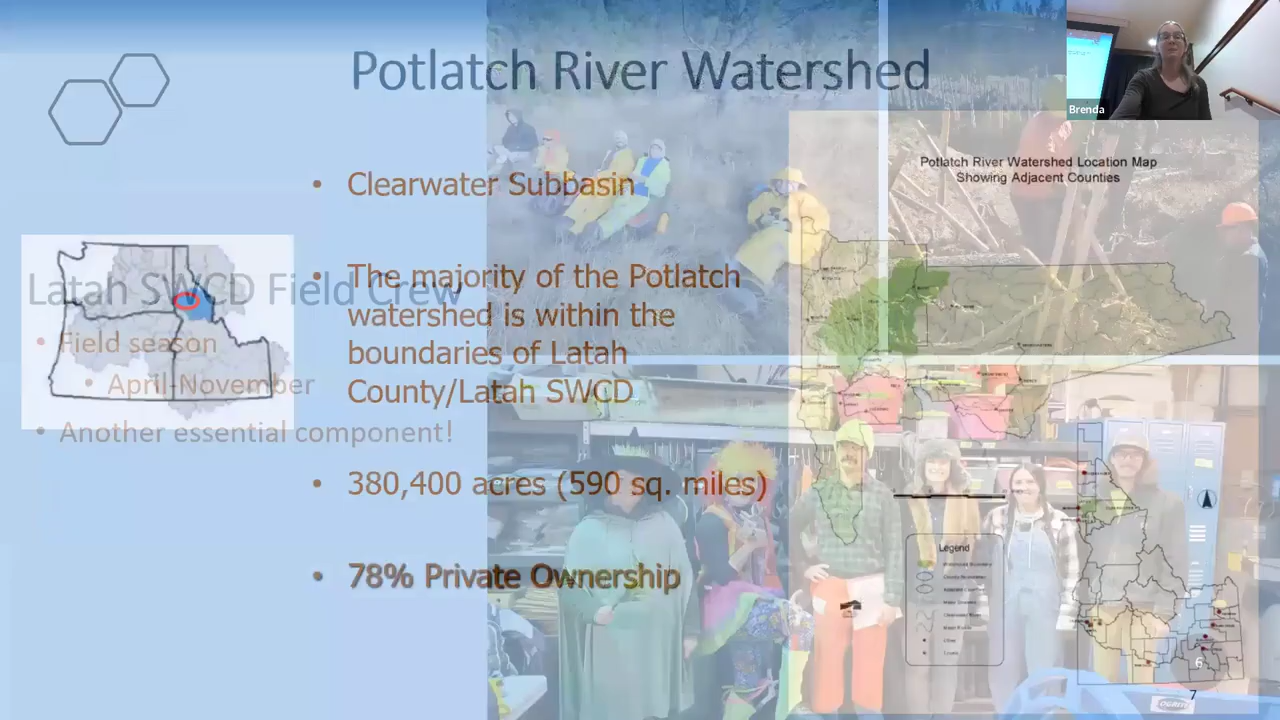 Potlatch River Watershed
Brenda
Potlatch River Watershed Location Map
Showing Adjacent Counties
• Clearwater Subbasin
• The majority of the Potlatch
watershed is within the
boundaries of Latah
County/Latah SWCD
• 380,400 acres (590 sq. miles)
• 78% Private Ownership
Latah SWCD Field Crew
• Field season
• April-November
• Another essential component!
Legend
6
7